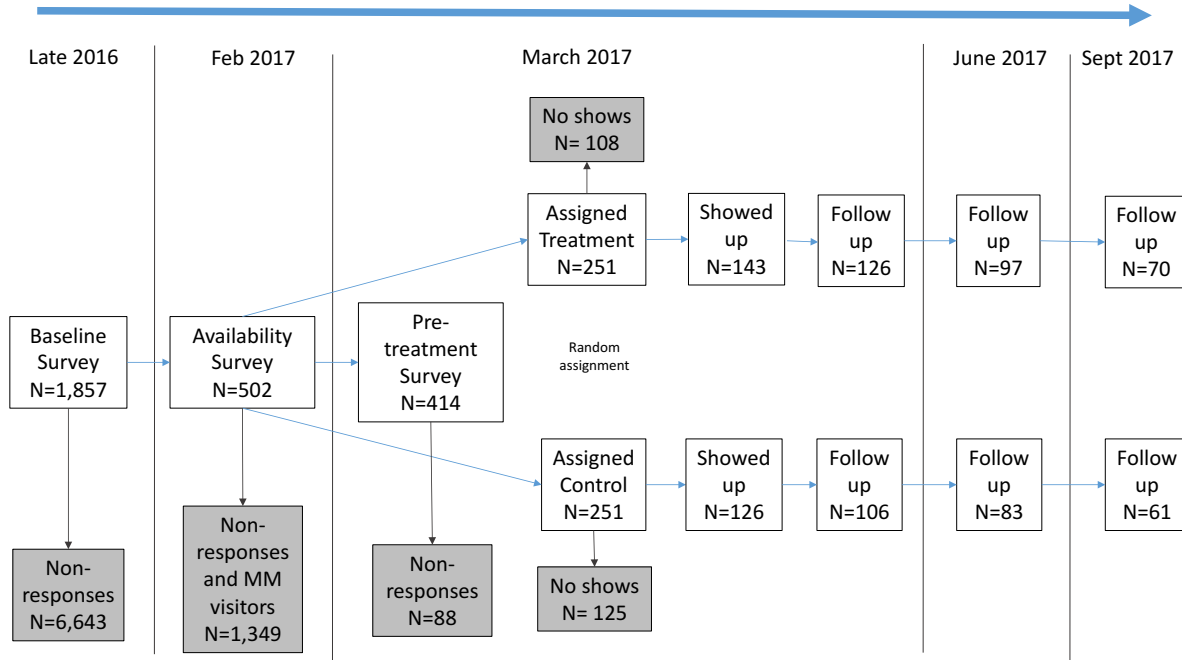 Late 2016
Feb 2017
March 2017
June 2017
Sept 2017
No shows
N= 108
Assigned
Treatment
N=251
Showed
up
N=143
Follow
up
N=126
Follow
up
N=97
Follow
up
N=70
Baseline
Survey
N=1,857
Availability
Survey
N=502
Pre-
treatment
Survey
N=414
Random
assignment
Assigned
Control
N=251
Showed
up
N=126
Follow
up
N=106
Follow up
N=83
Follow up
N=61
Non-
responses
N=6,643
Non-
responses
and MM
visitors
N=1,349
Non-
responses
N=88
No shows
N= 125